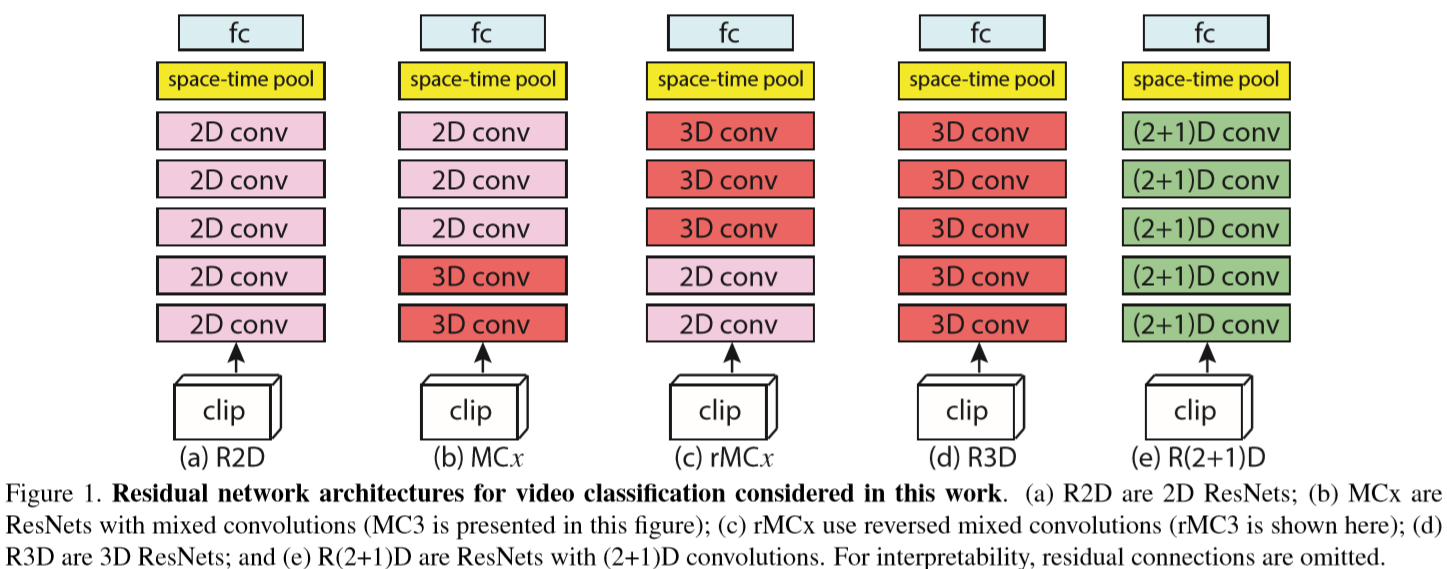 fc fc fc fc fc
space-time pool space-time pool space-time pool space-time pool space-time pool
2D conv 2D conv 3D conv 3D conv (2+1)D conv
2D conv 2D conv 3D conv 3D conv (2+1)D conv
2D conv 2D conv 3D conv 3D conv (2+1)D conv
2D conv 3D conv 2D conv 3D conv (2+1)D conv
2D conv 3D conv 2D conv 3D conv (2+1)D conv
clip clip clip clip clip
(a) R2D (b) MCx (c) rMCx (d) R3D (e) R(2+1)D
Figure 1. Residual network architectures for video classification considered in this work. (a) R2D are 2D ResNets; (b) MCx are
ResNets with mixed convolutions (MC3 is presented in this figure); (c) rMCx use reversed mixed convolutions (rMC3 is shown here); (d)
R3D are 3D ResNets; and (e) R(2+1)D are ResNets with (2+1)D convolutions. For interpretability, residual connections are omitted.